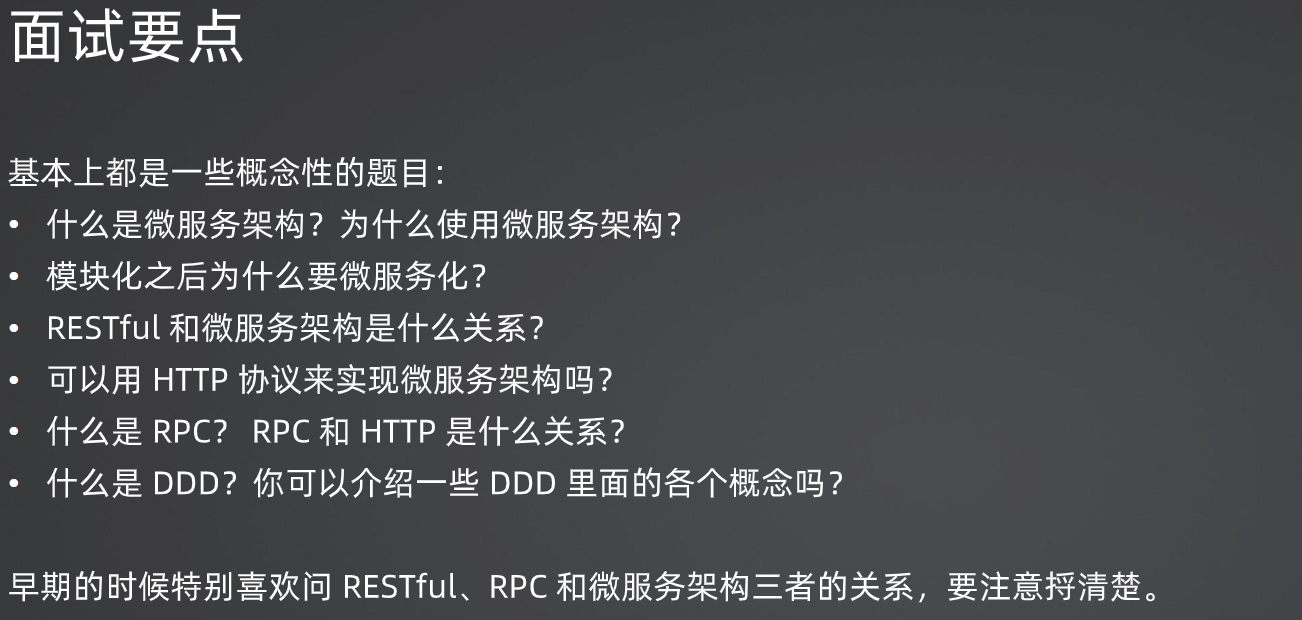 面试要点
基本上都是一些概念性的题目：
• 什么是微服务架构？为什么使用微服务架构？
• 模块化之后为什么要微服务化？
• RESTful 和微服务架构是什么关系？
• 可以用 HTTP 协议来实现微服务架构吗？
• 什么是 RPC？ RPC 和 HTTP 是什么关系？
• 什么是 DDD？你可以介绍一些 DDD 里面的各个概念吗？
早期的时候特别喜欢问 RESTful、RPC 和微服务架构三者的关系，要注意捋清楚。